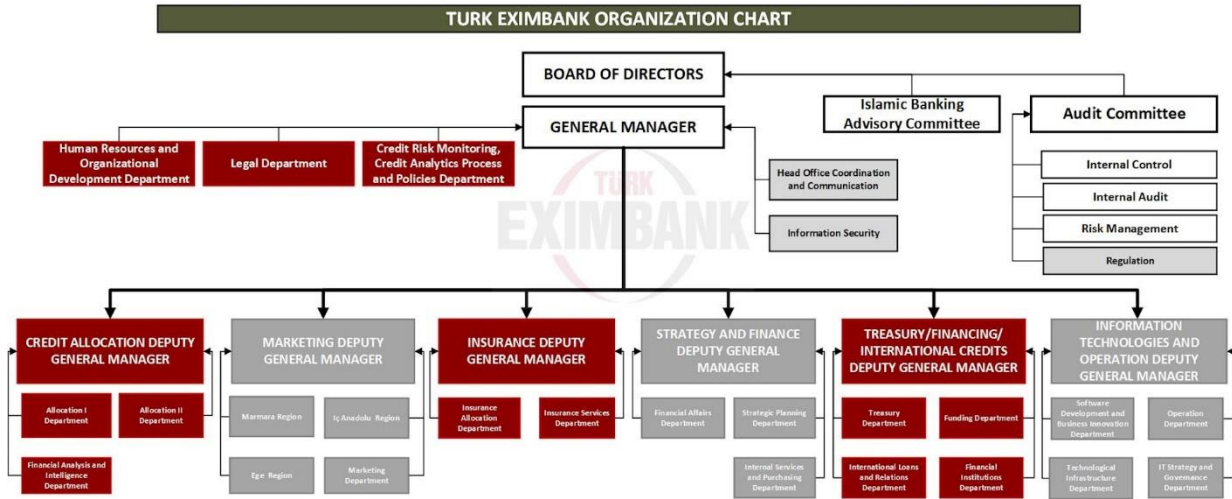 TURK EXIMBANK ORGANIZATION CHART
BOARD OF DIRECTORS
Islamic Banking
Advisory Committee
Audit Committee
GENERAL MANAGER
Human Resources and
Organizational
Development Department
Legal Department
Credit Risk Monitoring,
Credit Analytics Process
and Policies Department
Head Office Coordination
and Communication
Information Security
Internal Control
Internal Audit
Risk Management
Regulation
TÜRK
EXIMBANK
CREDIT ALLOCATION DEPUTY
GENERAL MANAGER
MARKETING DEPUTY
GENERAL MANAGER
INSURANCE DEPUTY
GENERAL MANAGER
STRATEGY AND FINANCE
DEPUTY GENERAL
MANAGER
TREASURY/FINANCING/
INTERNATIONAL CREDITS
DEPUTY GENERAL MANAGER
INFORMATION
TECHNOLOGIES AND
OPERATION DEPUTY
GENERAL MANAGER
Allocation I
Department
Allocation II
Department
Financial Analysis and
Intelligence
Department
Marmara Region
Iç Anadolu Region
Ege Region
Marketing
Department
Insurance
Allocation Department
Insurance Services
Department
Financial Affairs
Department
Strategic Planning
Department
Internal Services
and Purchasing Department
Treasury
Department
Funding Department
International Loans
and Relations Department
Financial
Institutions Department
Software
Development and
Business Innovation
Department
Operation
Department
Technological
Infrastructure
Department
IT Strategy and
Governance Department